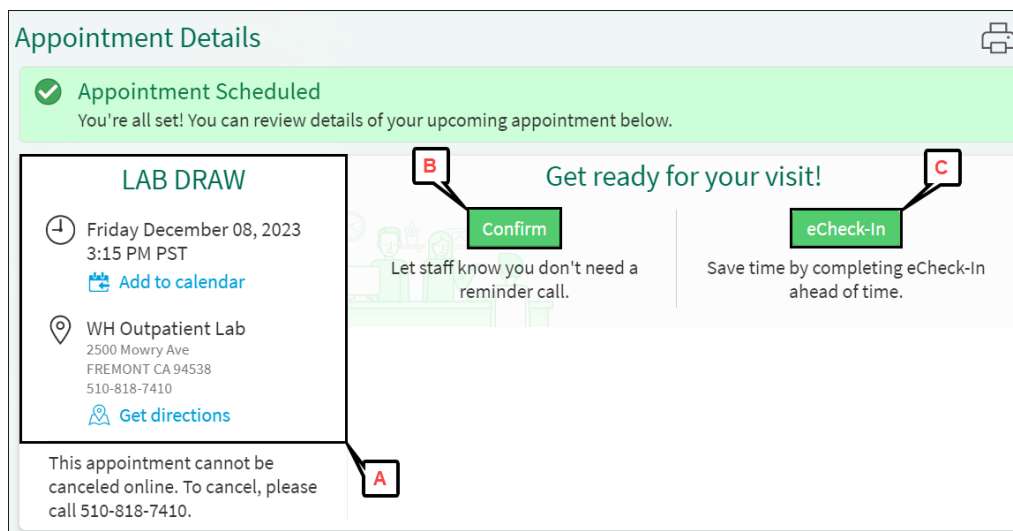 Appointment Details
Appointment Scheduled
You're all set! You can review details of your upcoming appointment below.
LAB DRAW
Friday December 08, 2023
3:15 PM PST
Add to calendar
WH Outpatient Lab
2500 Mowry Ave
FREMONT CA 94538
510-818-7410
Get directions
This appointment cannot be
canceled online. To cancel, please
call 510-818-7410.
A
Get ready for your visit!
B
Confirm
Let staff know you don't need a
reminder call.
C
eCheck-In
Save time by completing eCheck-In
ahead of time.